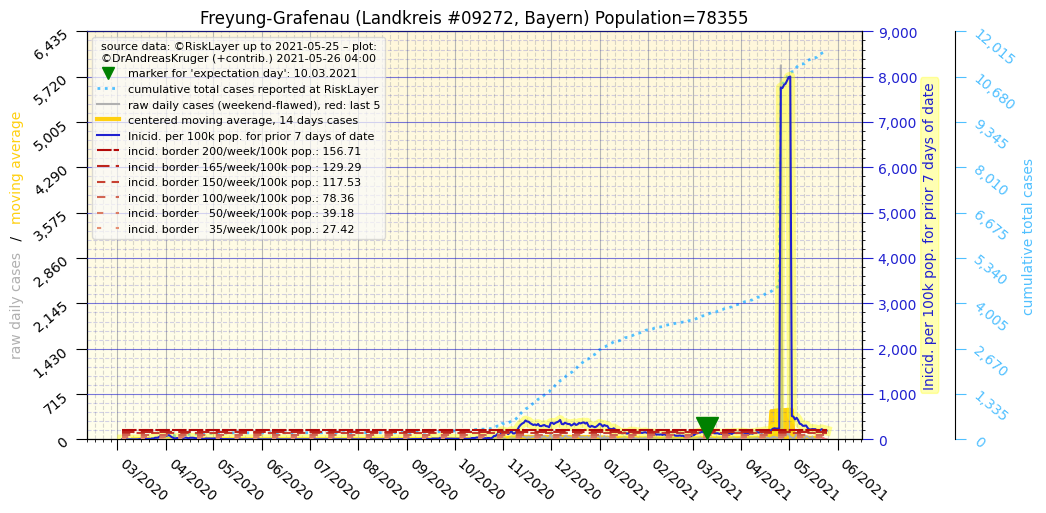 Freyung-Grafenau (Landkreis #09272, Bayern) Population=78355
source data: ©RiskLayer up to 2021-05-25 – plot:
©DrAndreasKruger (+contrib.) 2021-05-26 04:00
marker for 'expectation day': 10.03.2021
cumulative total cases reported at RiskLayer
raw daily cases (weekend-flawed), red: last 5
centered moving average, 14 days cases
Inicid. per 100k pop. for prior 7 days of date
incid. border 200/week/100k pop.: 156.71
incid. border 165/week/100k pop.: 129.29
incid. border 150/week/100k pop.: 117.53
incid. border 100/week/100k pop.: 78.36
incid. border   50/week/100k pop.: 39.18
incid. border   35/week/100k pop.: 27.42
raw daily cases  /  moving average
6,435
5,720
5,005
4,290
3,575
2,860
2,145
1,430
715
0
03/2020
04/2020
05/2020
06/2020
07/2020
08/2020
09/2020
10/2020
11/2020
12/2020
01/2021
02/2021
03/2021
04/2021
05/2021
06/2021
9,000
8,000
7,000
6,000
5,000
4,000
3,000
2,000
1,000
0
Inicid. per 100k pop. for prior 7 days of date
12,015
10,680
9,345
8,010
6,675
5,340
4,005
2,670
1,335
0
cumulative total cases